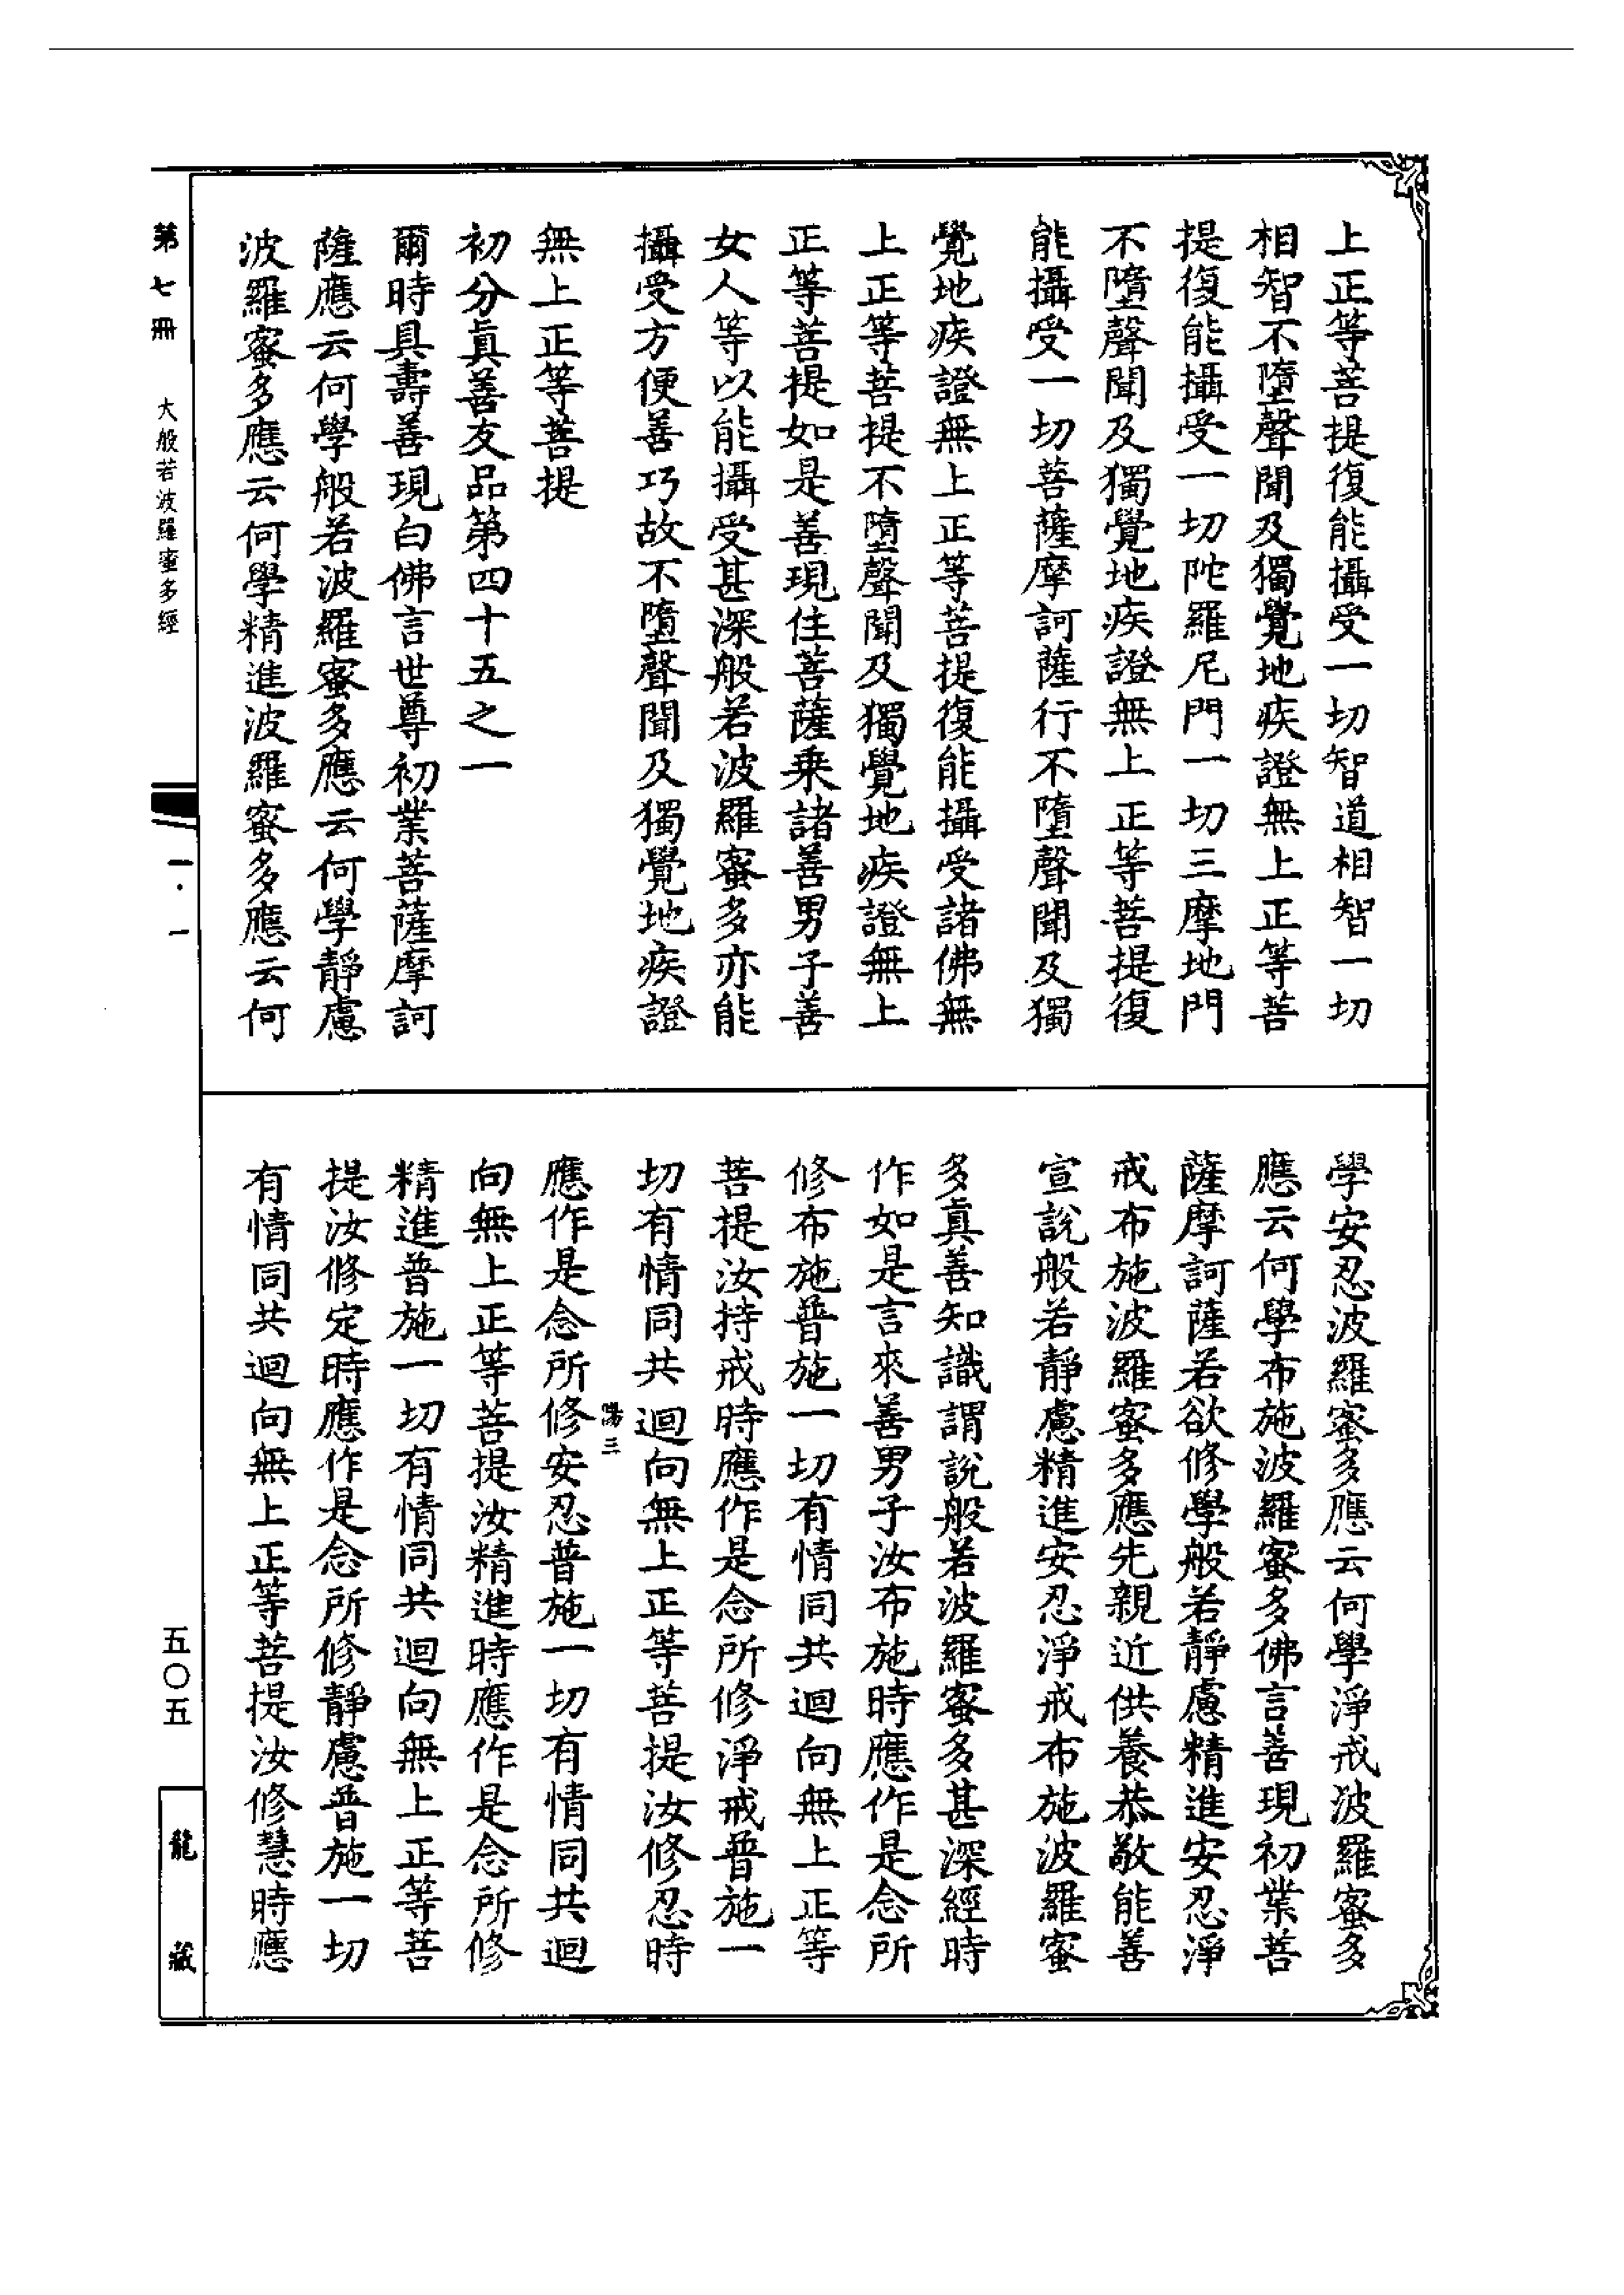 上正等菩提復能攝受一切智道相智一切
相智不墮聲聞及獨覺地疾證無上正等菩
提復能攝受一切陀羅尼門一切三摩地門
不墮聲聞及獨覺地疾證無上正等菩提復
能攝受一切菩薩摩訶薩行不墮聲聞及獨
覺地疾證無上正等菩提復能攝受諸佛無
上正等菩提不墮聲聞及獨覺地疾證無上
正等菩提如是善現住菩薩乘諸善男子善
女人等以能攝受甚深般若波羅蜜多亦能
攝受方便善巧故不墮聲聞及獨覺地疾證
無上正等菩提
初分真善友品第四十五之一
爾時具壽善現白佛言世尊初業菩薩摩訶
薩應云何學般若波羅蜜多應云何學靜慮
波羅蜜多應云何學精進波羅蜜多應云何
學安忍波羅蜜多應云何學淨戒波羅蜜多
應云何學布施波羅蜜多佛言善現初業菩
薩摩訶薩若欲修學般若靜慮精進安忍淨
戒布施波羅蜜多應先親近供養恭敬能善
宣說般若靜慮精進安忍淨戒布施波羅蜜
多真善知識謂說般若波羅蜜多甚深經時
作如是言來善男子汝布施時應作是念所
修布施普施一切有情同共迴向無上正等
菩提汝持戒時應作是念所修淨戒普施一
切有情同共迴向無上正等菩提汝修忍時
陽三
應作是念所修安忍普施一切有情同共迴
向無上正等菩提汝精進時應作是念所修
精進普施一切有情同共迴向無上正等菩
提汝修定時應作是念所修靜慮普施一切
有情同共迴向無上正等菩提汝修慧時應
第七冊 大般若波羅蜜多經 一·一 五〇五 龍藏